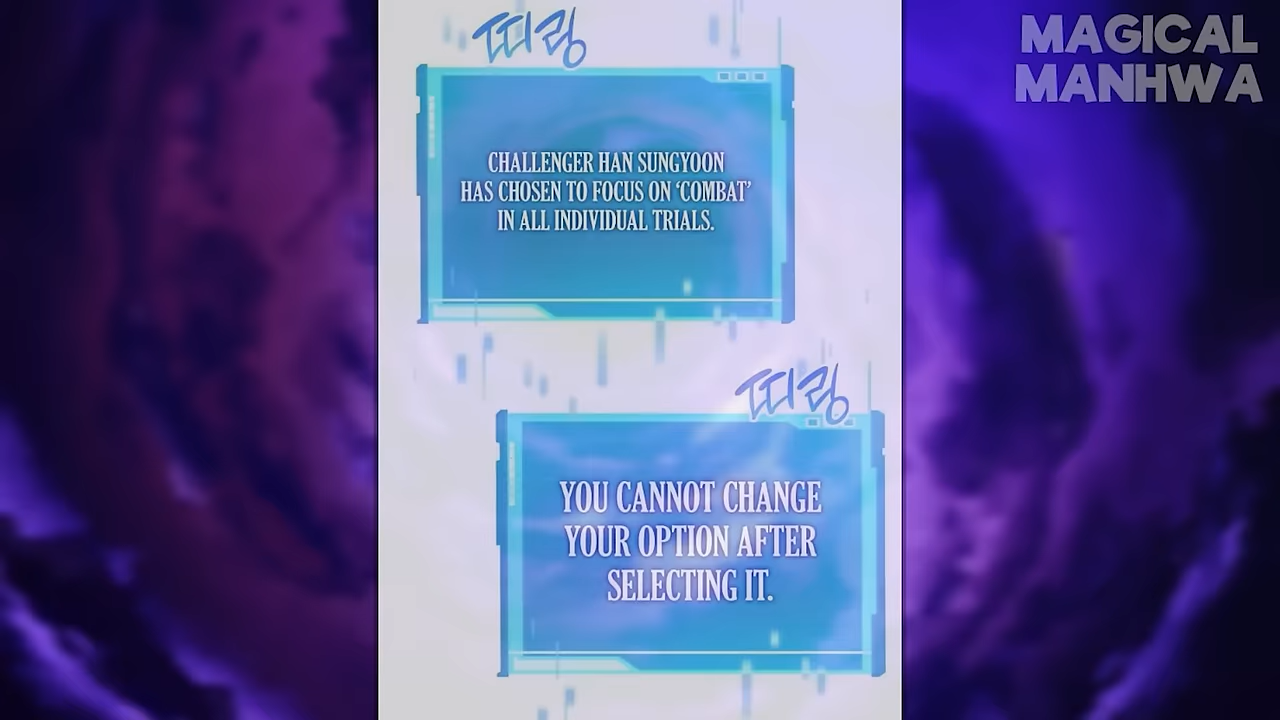 띠링
MAGICAL
MANHWA
CHALLENGER HAN SUNGYOON
HAS CHOSEN TO FOCUS ON ‘COMBAT’
IN ALL INDIVIDUAL TRIALS.
띠링
YOU CANNOT CHANGE
YOUR OPTION AFTER
SELECTING IT.